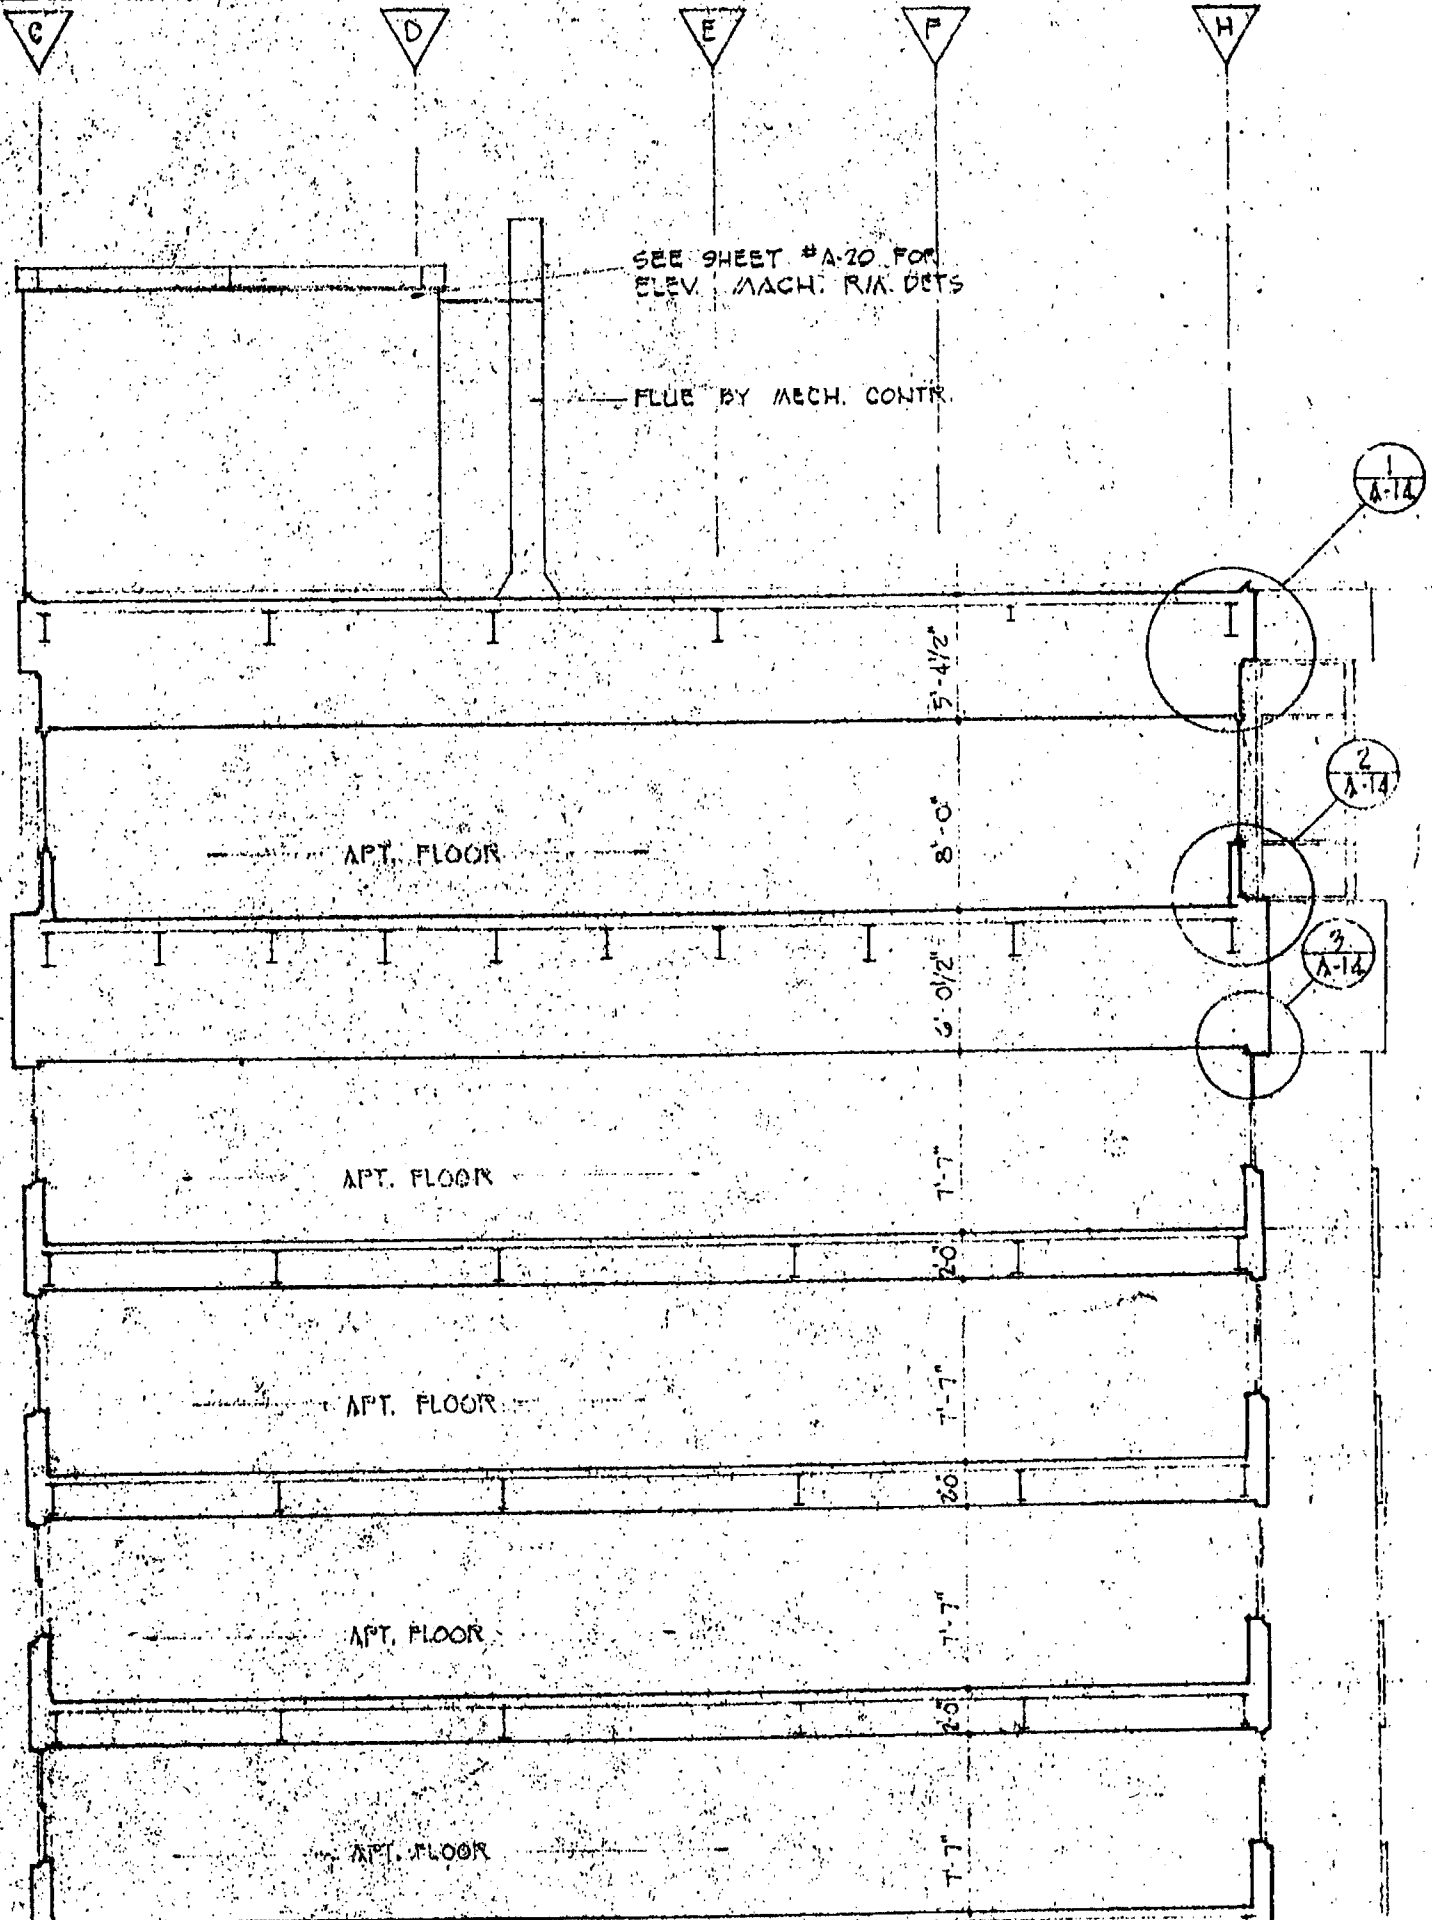 C
D
E
F
H
SEE SHEET #A-20 FOR
ELEV. MACH. RM. DETS
FLUE BY MECH. CONTR.
1
A-14
5'-4 1/2"
2
A-14
8'-0"
APT. FLOOR
3
A-14
6'-0 1/2"
7'-7"
APT. FLOOR
2'0"
7'-7"
APT. FLOOR
2'0"
7'-7"
APT. FLOOR
2'0"
7'-7"
APT. FLOOR